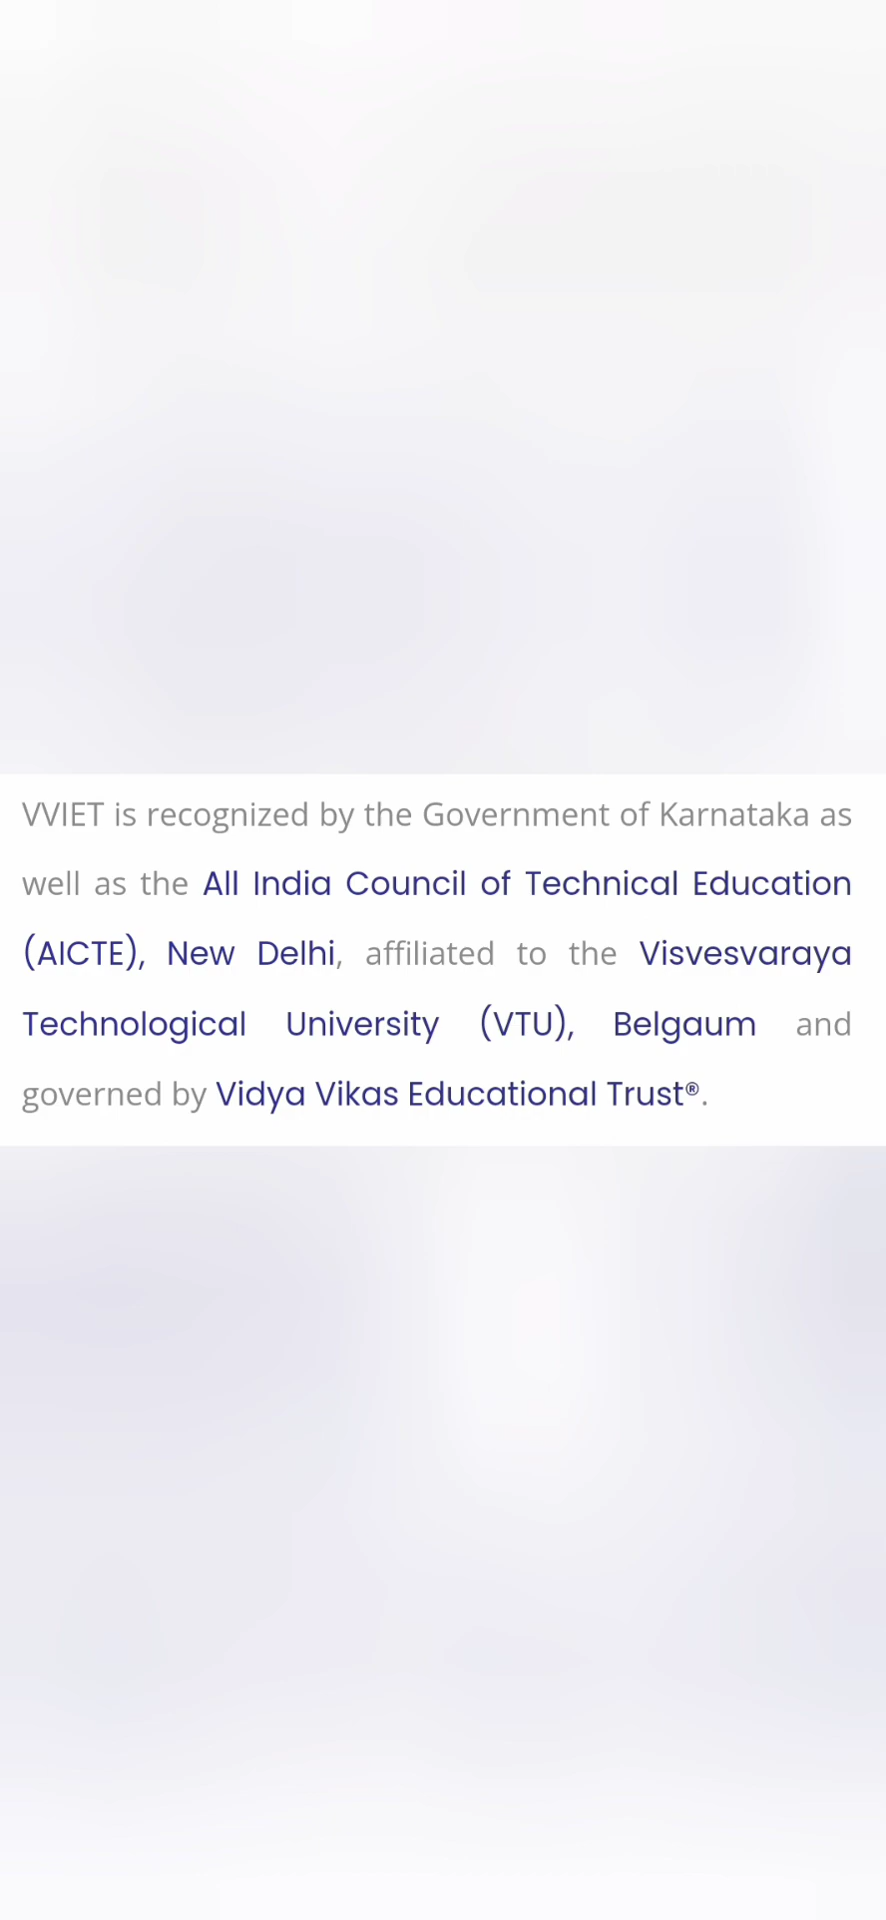 VVIET is recognized by the Government of Karnataka as
well as the All India Council of Technical Education
(AICTE), New Delhi, affiliated to the Visvesvaraya
Technological University (VTU), Belgaum and
governed by Vidya Vikas Educational Trust®.